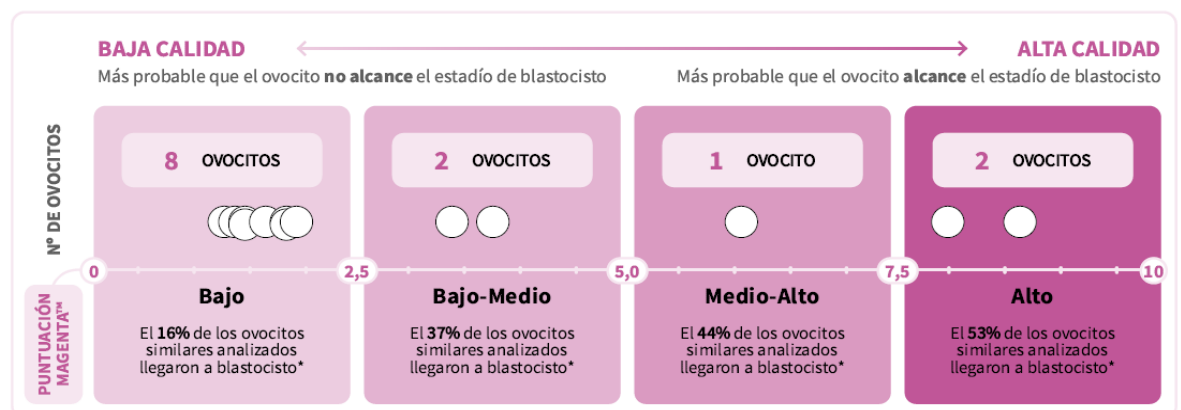 BAJA CALIDAD
ALTA CALIDAD
Más probable que el ovocito no alcance el estadío de blastocisto
Más probable que el ovocito alcance el estadío de blastocisto
Nº DE OVOCITOS
8 OVOCITOS
2 OVOCITOS
1 OVOCITO
2 OVOCITOS
0
2,5
5,0
7,5
10
PUNTUACIÓN
MAGENTA™
Bajo
El 16% de los ovocitos
similares analizados
llegaron a blastocisto*
Bajo-Medio
El 37% de los ovocitos
similares analizados
llegaron a blastocisto*
Medio-Alto
El 44% de los ovocitos
similares analizados
llegaron a blastocisto*
Alto
El 53% de los ovocitos
similares analizados
llegaron a blastocisto*